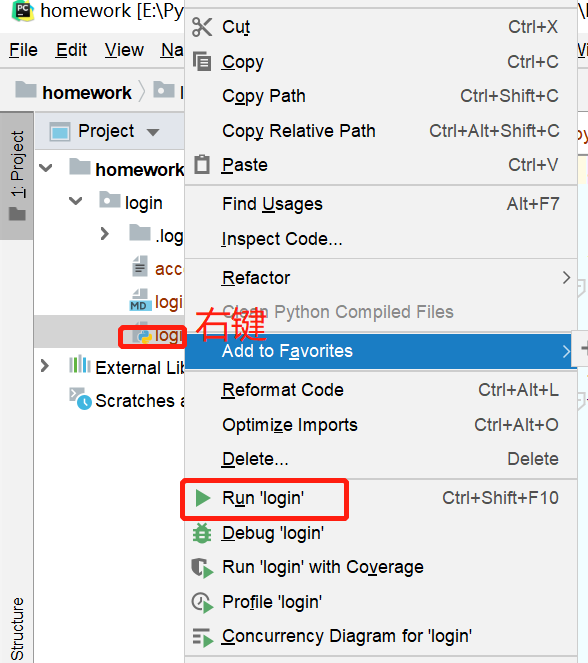 homework [E:\Py
File Edit View Na
homework
1: Project
Project
homework
login
.log
acc
logi
login
External Lib
Scratches a
Structure
右键
Cut Ctrl+X
Copy Ctrl+C
Copy Path Ctrl+Shift+C
Copy Relative Path Ctrl+Alt+Shift+C
Paste Ctrl+V
Find Usages Alt+F7
Inspect Code...
Refactor
Clean Python Compiled Files
Add to Favorites
Reformat Code Ctrl+Alt+L
Optimize Imports Ctrl+Alt+O
Delete... Delete
Run 'login' Ctrl+Shift+F10
Debug 'login'
Run 'login' with Coverage
Profile 'login'
Concurrency Diagram for 'login'